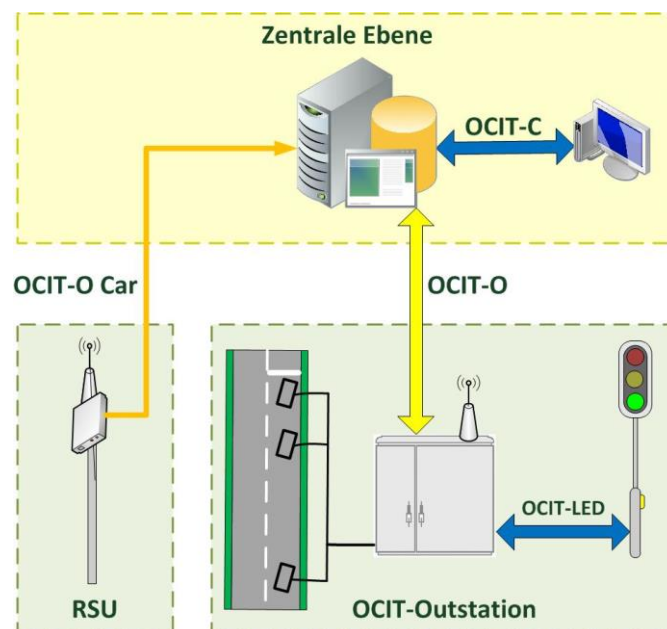 Zentrale Ebene
OCIT-C
OCIT-O Car
OCIT-O
OCIT-LED
RSU
OCIT-Outstation